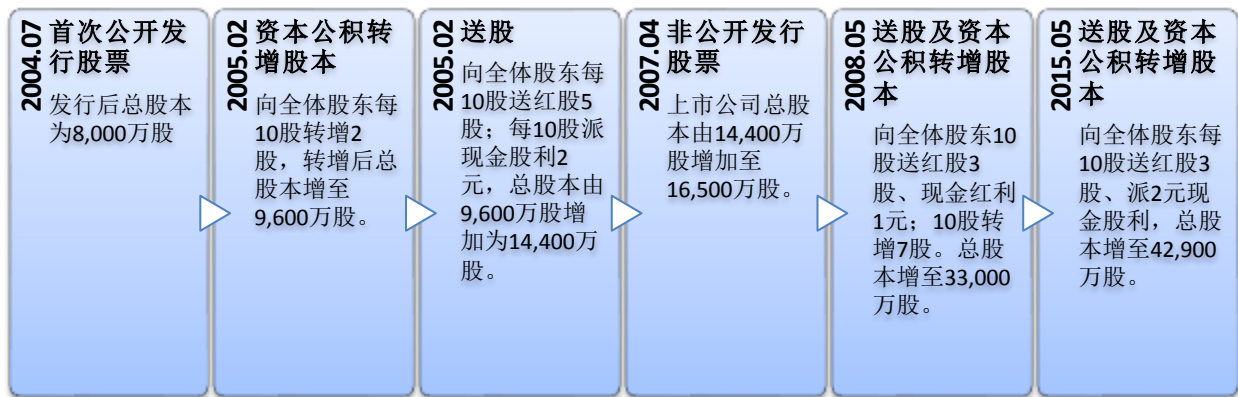 2004.07
首次公开发
行股票
发行后总股本
为8,000万股
2005.02
资本公积转
增股本
向全体股东每
10股转增2
股，转增后总
股本增至
9,600万股。
2005.02
送股
向全体股东每
10股送红股5
股；每10股派
现金股利2
元，总股本由
9,600万股增
加为14,400万
股。
2007.04
非公开发行
股票
上市公司总股
本由14,400万
股增加至
16,500万股。
2008.05
送股及资本
公积转增股
本
向全体股东10
股送红股3
股、现金红利
1元；10股转
增7股。总股
本增至33,000
万股。
2015.05
送股及资本
公积转增股
本
向全体股东每
10股送红股3
股、派2元现
金股利，总股
本增至42,900
万股。